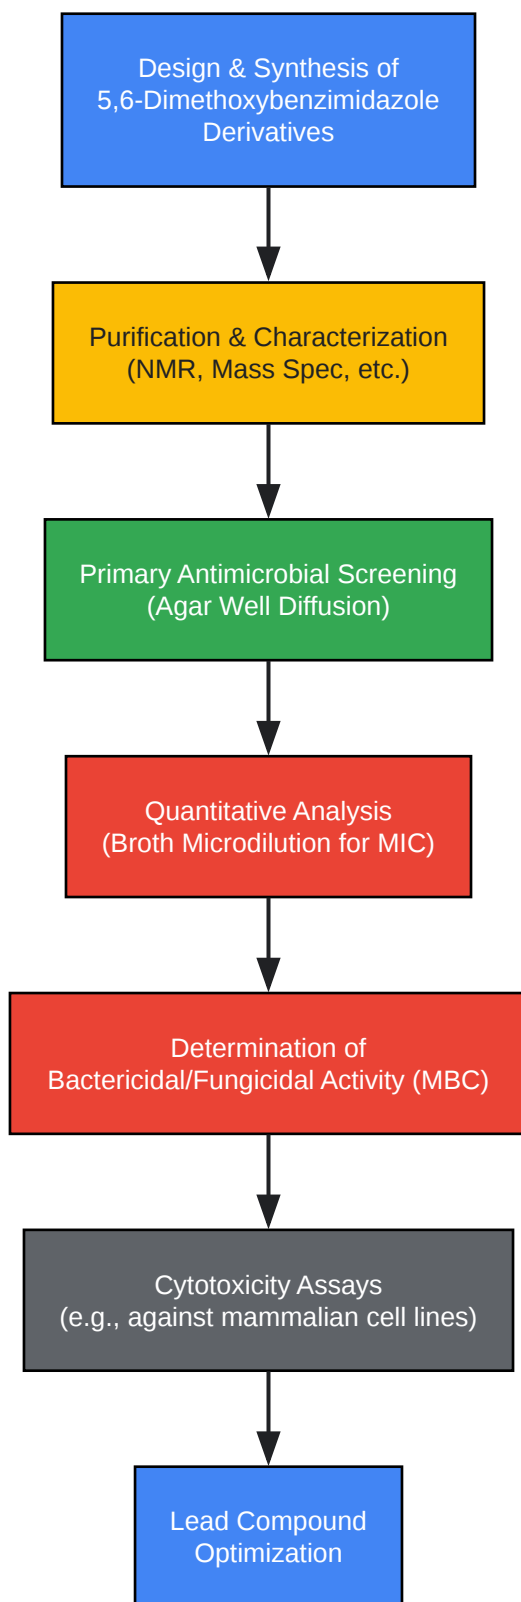 Design & Synthesis of
5,6-Dimethoxybenzimidazole
Derivatives
Purification & Characterization
(NMR, Mass Spec, etc.)
Primary Antimicrobial Screening
(Agar Well Diffusion)
Quantitative Analysis
(Broth Microdilution for MIC)
Determination of
Bactericidal/Fungicidal Activity (MBC)
Cytotoxicity Assays
(e.g., against mammalian cell lines)
Lead Compound
Optimization